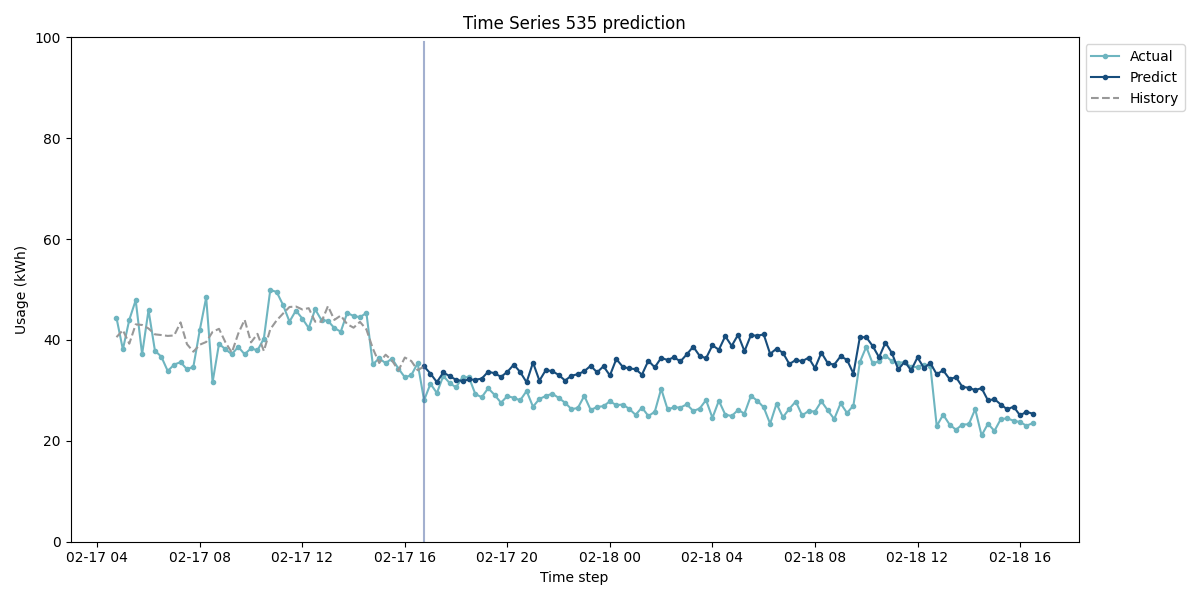 Time Series 535 prediction
100
80
60
40
20
0
Usage (kWh)
02-17 04 02-17 08 02-17 12 02-17 16 02-17 20 02-18 00 02-18 04 02-18 08 02-18 12 02-18 16
Time step
Actual
Predict
History